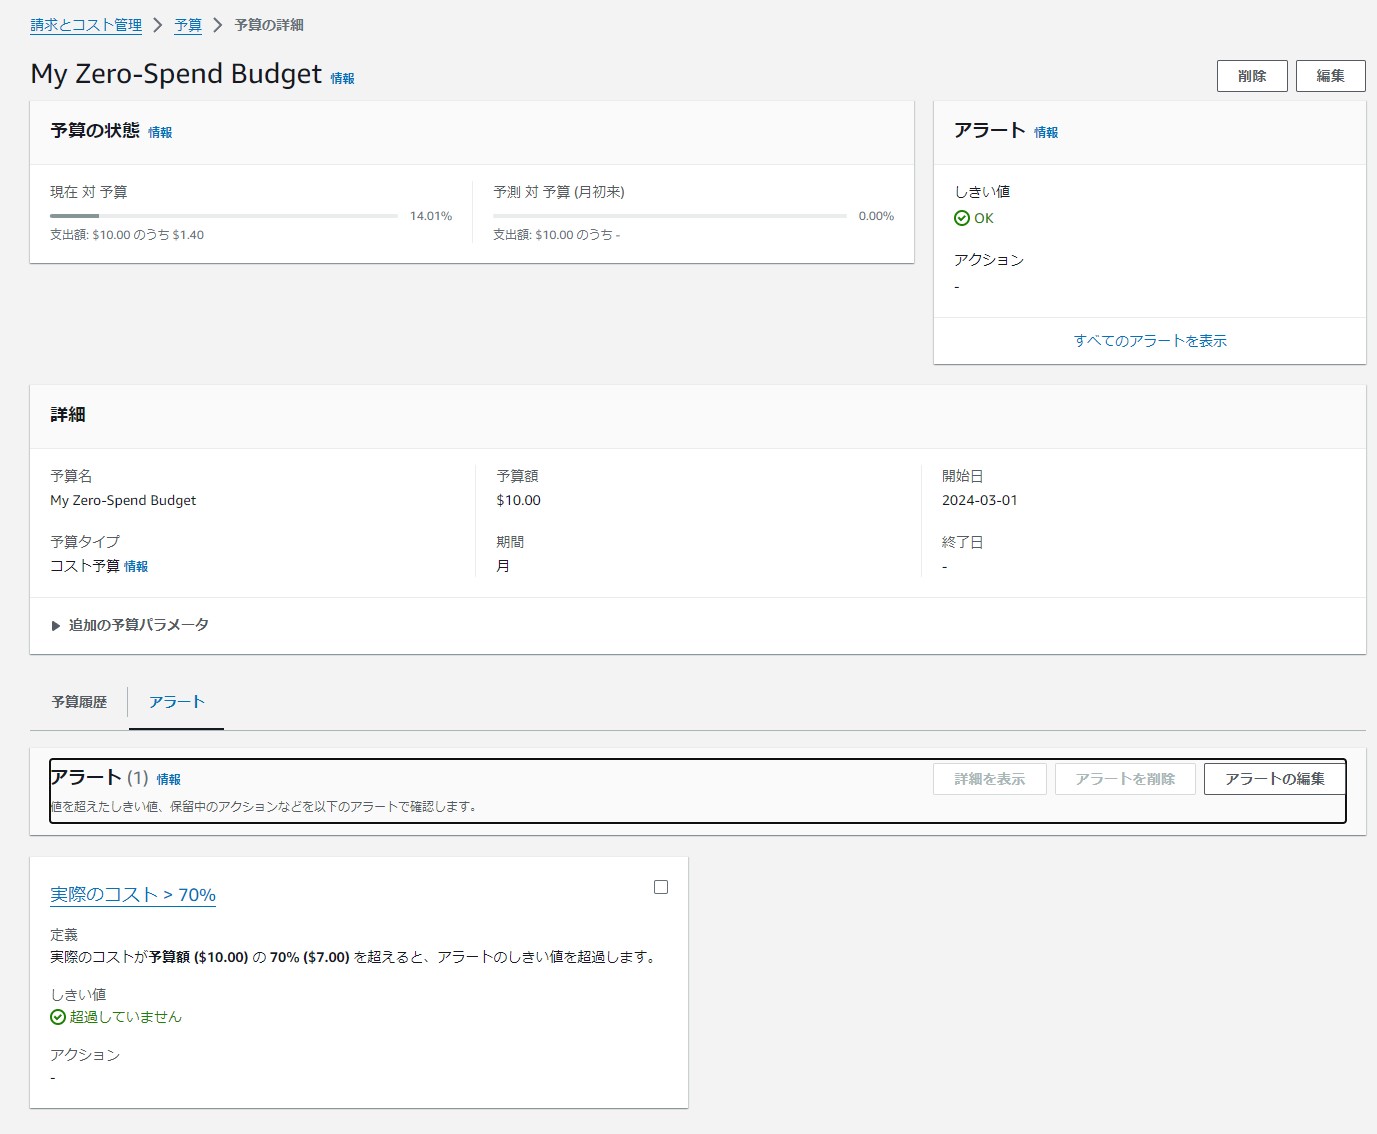 請求とコスト管理 > 予算 > 予算の詳細
My Zero-Spend Budget 情報
削除 編集
予算の状態 情報
現在 対 予算
14.01%
支出額: $10.00 のうち $1.40
予測 対 予算 (月初来)
0.00%
支出額: $10.00 のうち -
アラート 情報
しきい値
OK
アクション
-
すべてのアラートを表示
詳細
予算名
My Zero-Spend Budget
予算タイプ
コスト予算 情報
予算額
$10.00
期間
月
開始日
2024-03-01
終了日
-
追加の予算パラメータ
予算履歴 アラート
アラート (1) 情報
値を超えたしきい値、保留中のアクションなどを以下のアラートで確認します。
詳細を表示 アラートを削除 アラートの編集
実際のコスト > 70%
定義
実際のコストが予算額 ($10.00) の 70% ($7.00) を超えると、アラートのしきい値を超過します。
しきい値
超過していません
アクション
-